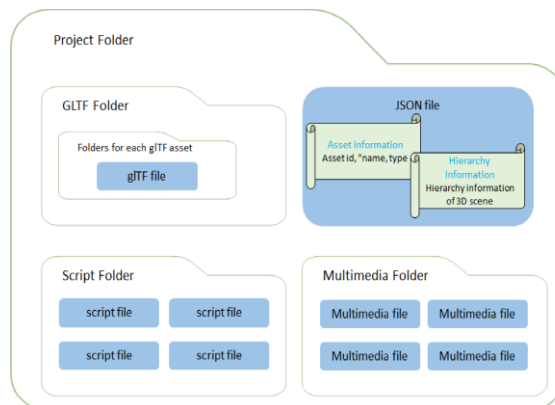 Project Folder
GLTF Folder
Folders for each glTF asset
glTF file
JSON file
Asset information
Asset id, "name, type
Hierarchy
information
Hierarchy information
of 3D scene
Script Folder
script file
script file
script file
script file
Multimedia Folder
Multimedia file
Multimedia file
Multimedia file
Multimedia file